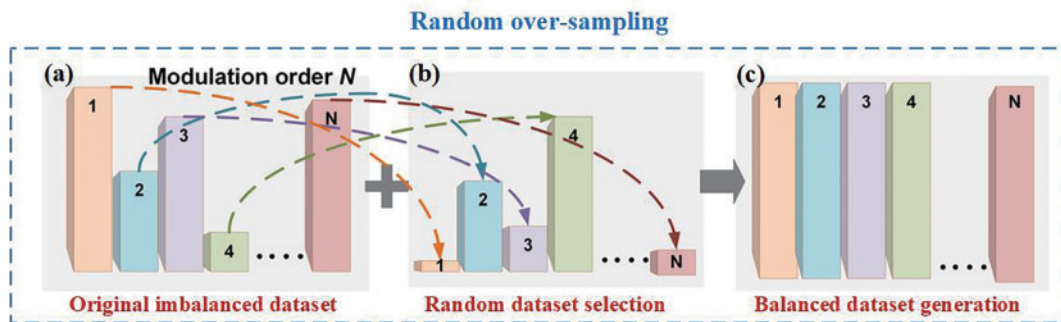 Random over-sampling
(a) Modulation order N (b) (c)
1 2 3 4 .... N
1 2 3 4 .... N
1 2 3 4 .... N
Original imbalanced dataset
Random dataset selection
Balanced dataset generation